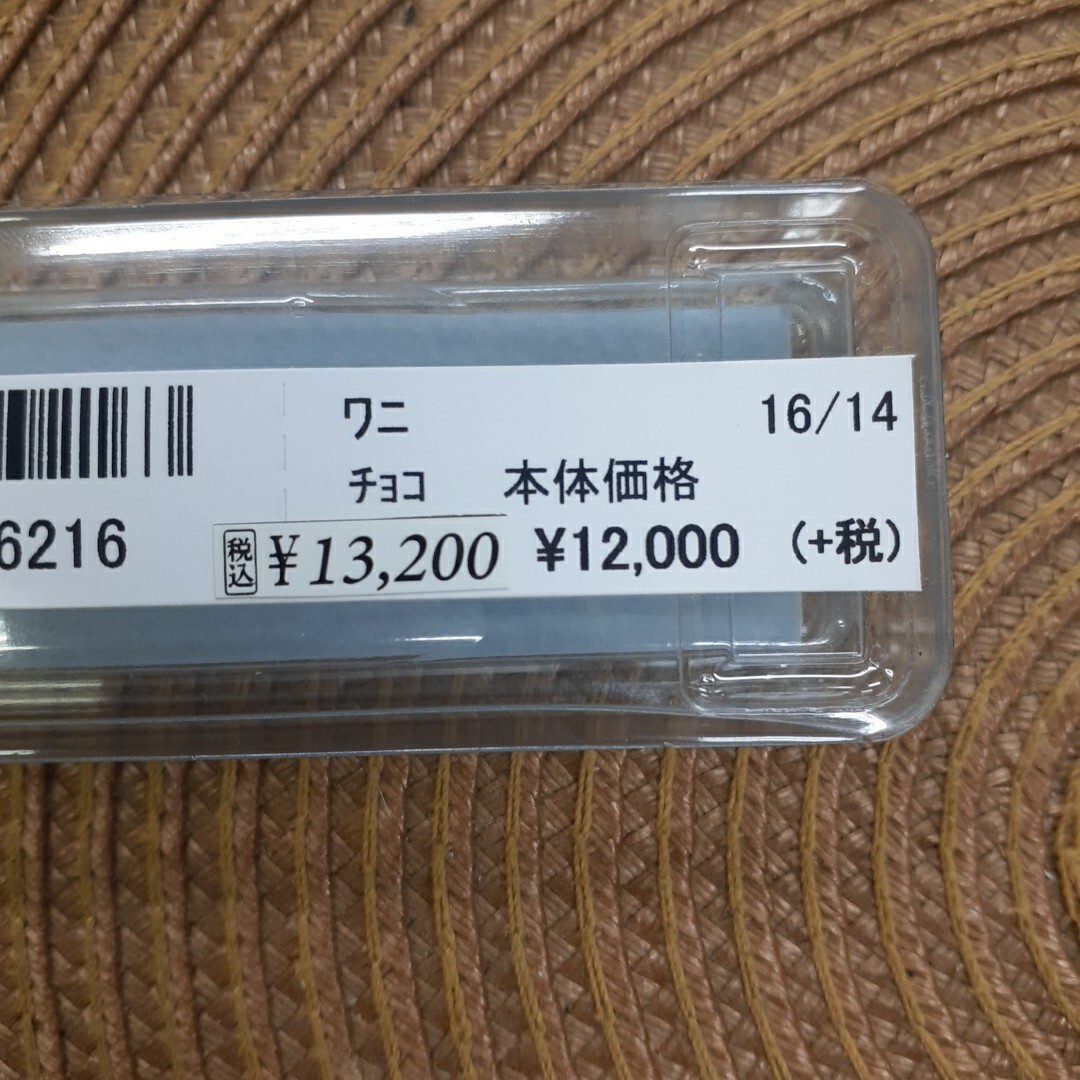 ﾜﾆ 16/14
ﾁｮｺ 本体価格
6216 税込 ¥13,200 ¥12,000 (+税)